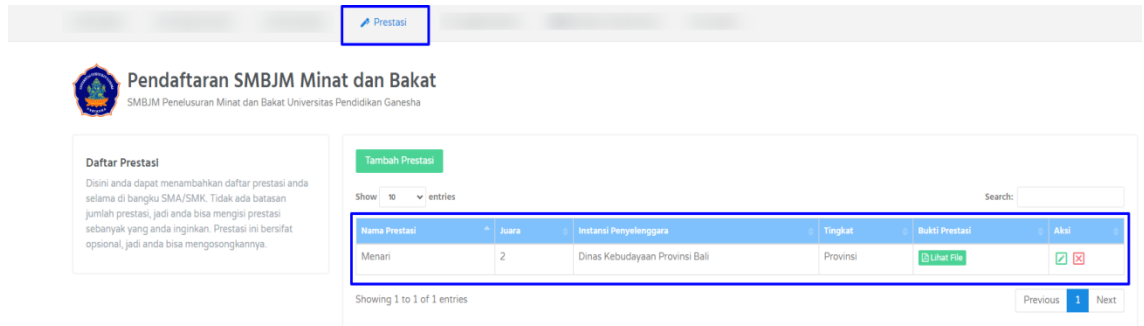 Prestasi
Pendaftaran SMBJM Minat dan Bakat
SMBJM Penelusuran Minat dan Bakat Universitas Pendidikan Ganesha
Daftar Prestasi
Disini anda dapat menambahkan daftar prestasi anda
selama di bangku SMA/SMK. Tidak ada batasan
jumlah prestasi, jadi anda bisa mengisi prestasi
sebanyak yang anda inginkan. Prestasi ini bersifat
opsional, jadi anda bisa mengosongkannya.
Tambah Prestasi
Show 10 entries
Search:
Nama Prestasi Juara Instansi Penyelenggara Tingkat Bukti Prestasi Aksi
Menari 2 Dinas Kebudayaan Provinsi Bali Provinsi Lihat File
Showing 1 to 1 of 1 entries
Previous 1 Next